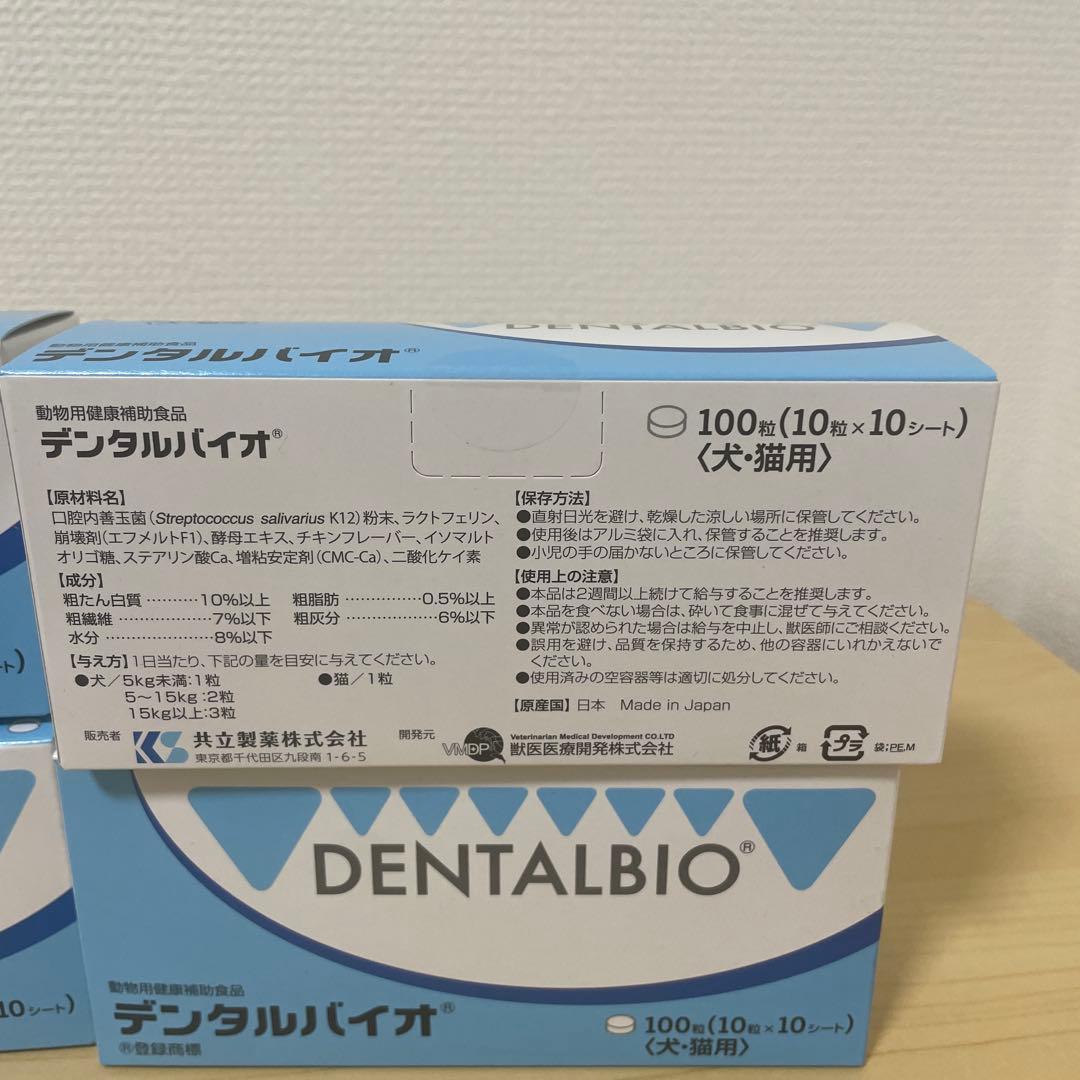 DENTALBIO
動物用健康補助食品
デンタルバイオ®
動物用健康補助食品
デンタルバイオ®
100粒(10粒×10シート)
〈犬・猫用〉
【原材料名】
口腔内善玉菌(Streptococcus salivarius K12)粉末、ラクトフェリン、
崩壊剤(エフメルトF1)、酵母エキス、チキンフレーバー、イソマルト
オリゴ糖、ステアリン酸Ca、増粘安定剤(CMC-Ca)、二酸化ケイ素
【成分】
粗たん白質 ………… 10%以上 粗脂肪 ……………0.5%以上
粗繊維 ……………… 7%以下 粗灰分 ……………… 6%以下
水分 ………………… 8%以下
【与え方】1日当たり、下記の量を目安に与えてください。
●犬/5kg未満:1粒 ●猫/1粒
5〜15kg:2粒
15kg以上:3粒
【保存方法】
●直射日光を避け、乾燥した涼しい場所に保管してください。
●使用後はアルミ袋に入れ、保管することを推奨します。
●小児の手の届かないところに保管してください。
【使用上の注意】
●本品は2週間以上続けて給与することを推奨します。
●本品を食べない場合は、砕いて食事に混ぜて与えてください。
●異常が認められた場合は給与を中止し、獣医師にご相談ください。
●誤用を避け、品質を保持するため、他の容器にいれかえないで
ください。
●使用済みの空容器等は適切に処分してください。
【原産国】日本 Made in Japan
販売者 KS 共立製薬株式会社
東京都千代田区九段南1-6-5
開発元 VMDP Veterinarian Medical Development CO.LTD
獣医医療開発株式会社
紙 箱 プラ 袋;PE,M
DENTALBIO®
動物用健康補助食品
デンタルバイオ®
®登録商標
100粒(10粒×10シート)
〈犬・猫用〉
ート)
10シート)